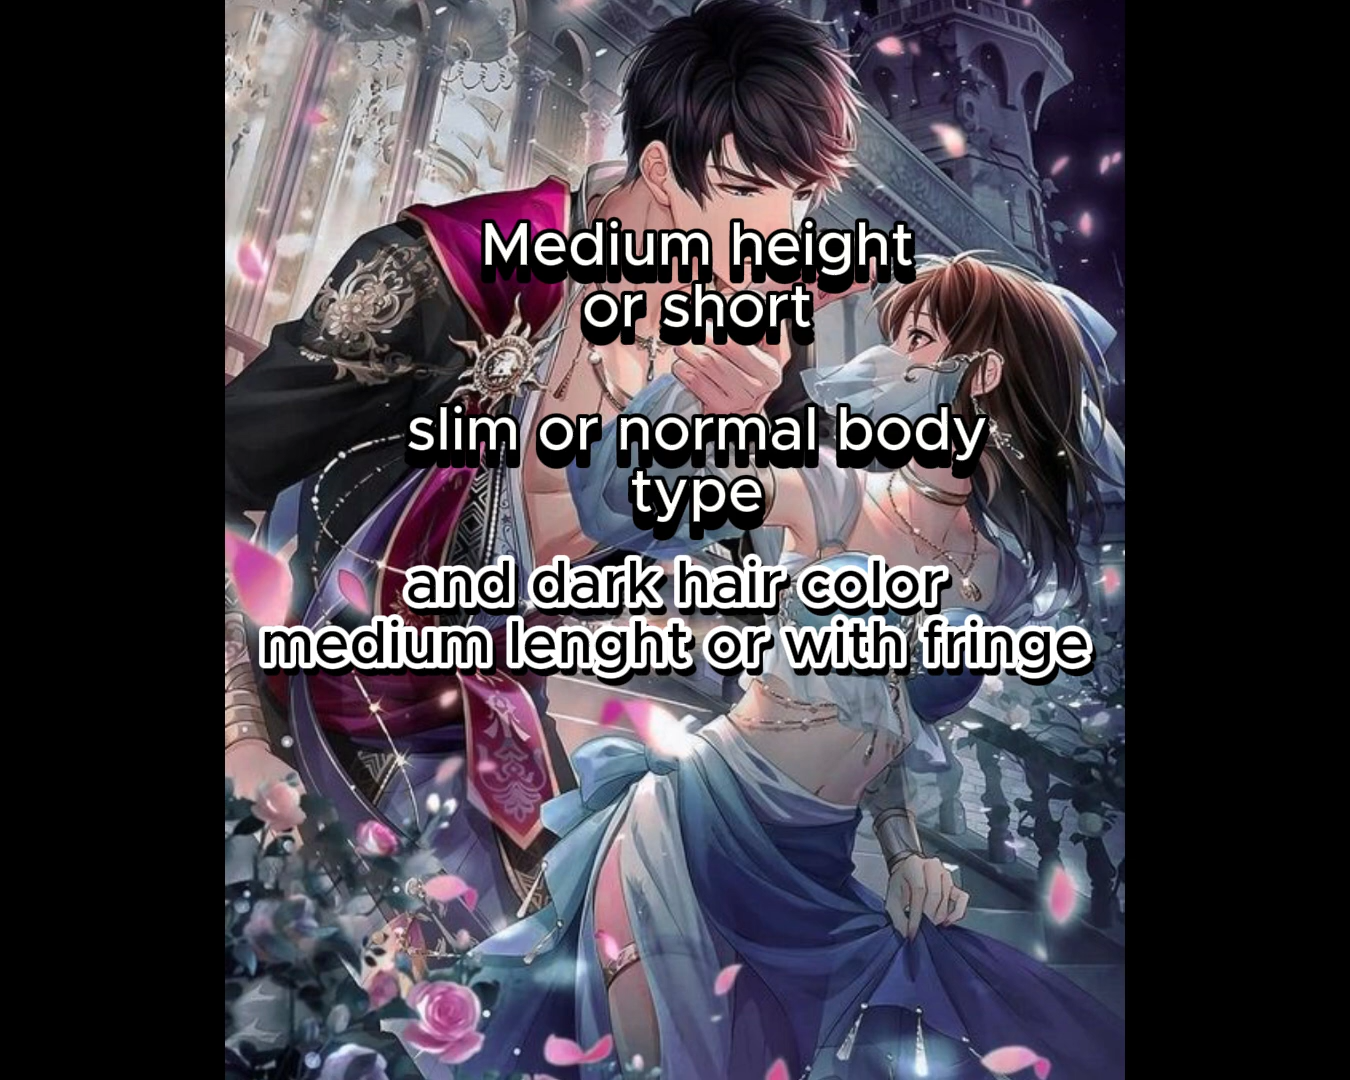 Medium height
or short
slim or normal body
type
and dark hair color
medium lenght or with fringe